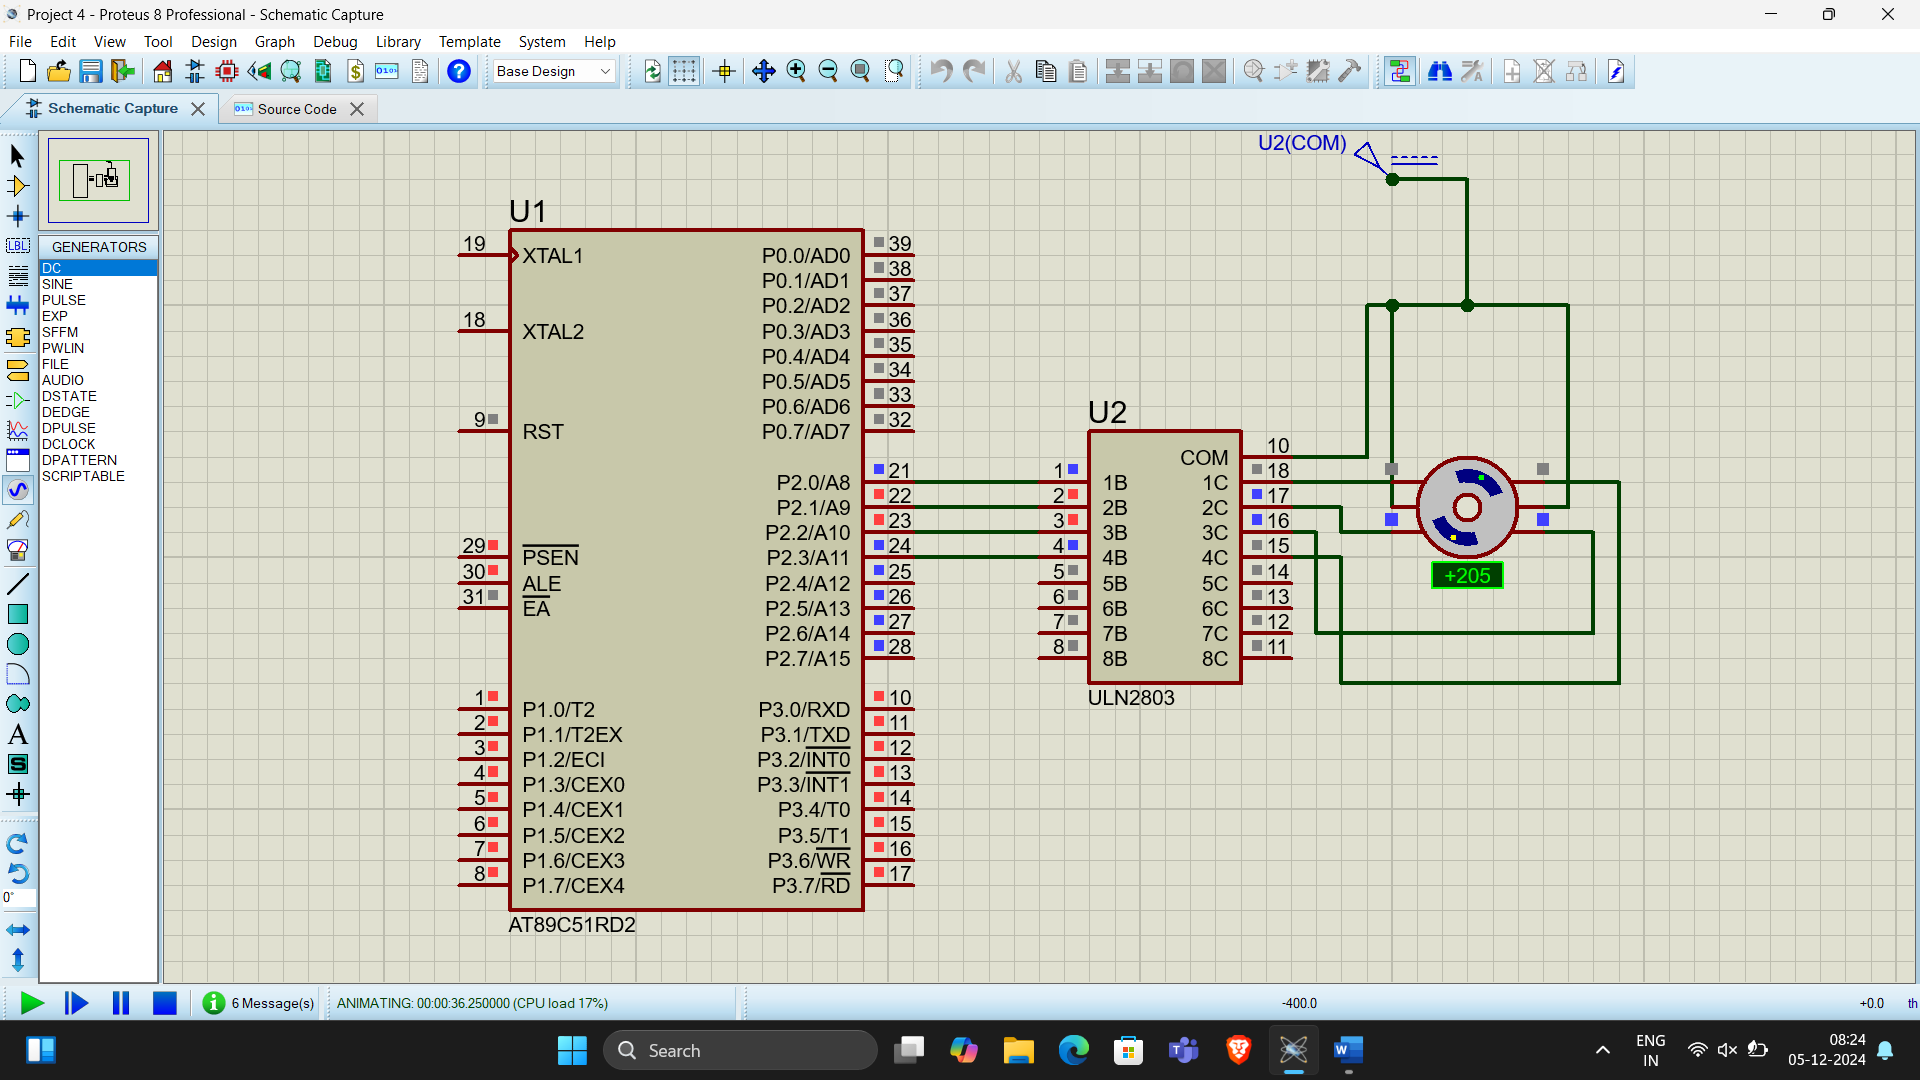 Project 4 - Proteus 8 Professional - Schematic Capture
File Edit View Tool Design Graph Debug Library Template System Help
Base Design
Schematic Capture
Source Code
GENERATORS
DC
SINE
PULSE
EXP
SFFM
PWLIN
FILE
AUDIO
DSTATE
DEDGE
DPULSE
DCLOCK
DPATTERN
SCRIPTABLE
LBL
A
S
0°
U2(COM)
U1
19 XTAL1
18 XTAL2
9 RST
29 PSEN
30 ALE
31 EA
1 P1.0/T2
2 P1.1/T2EX
3 P1.2/ECI
4 P1.3/CEX0
5 P1.4/CEX1
6 P1.5/CEX2
7 P1.6/CEX3
8 P1.7/CEX4
P0.0/AD0 39
P0.1/AD1 38
P0.2/AD2 37
P0.3/AD3 36
P0.4/AD4 35
P0.5/AD5 34
P0.6/AD6 33
P0.7/AD7 32
P2.0/A8 21
P2.1/A9 22
P2.2/A10 23
P2.3/A11 24
P2.4/A12 25
P2.5/A13 26
P2.6/A14 27
P2.7/A15 28
P3.0/RXD 10
P3.1/TXD 11
P3.2/INT0 12
P3.3/INT1 13
P3.4/T0 14
P3.5/T1 15
P3.6/WR 16
P3.7/RD 17
AT89C51RD2
U2
COM 10
1 1B 1C 18
2 2B 2C 17
3 3B 3C 16
4 4B 4C 15
5 5B 5C 14
6 6B 6C 13
7 7B 7C 12
8 8B 8C 11
ULN2803
+205
6 Message(s)
ANIMATING: 00:00:36.250000 (CPU load 17%)
-400.0
+0.0
th
Search
ENG
IN
08:24
05-12-2024